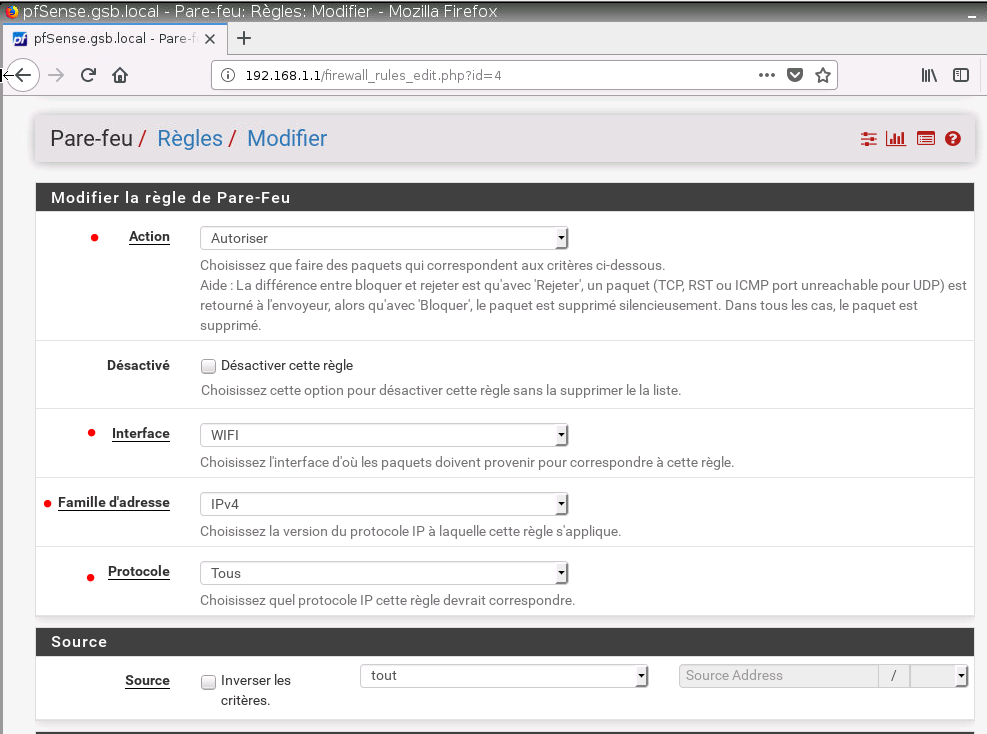 pfSense.gsb.local - Pare-feu: Règles: Modifier - Mozilla Firefox
pfSense.gsb.local - Pare-f
192.168.1.1/firewall_rules_edit.php?id=4
Pare-feu / Règles / Modifier
Modifier la règle de Pare-Feu
Action
Autoriser
Choisissez que faire des paquets qui correspondent aux critères ci-dessous.
Aide : La différence entre bloquer et rejeter est qu'avec 'Rejeter', un paquet (TCP, RST ou ICMP port unreachable pour UDP) est
retourné à l'envoyeur, alors qu'avec 'Bloquer', le paquet est supprimé silencieusement. Dans tous les cas, le paquet est
supprimé.
Désactivé
Désactiver cette règle
Choisissez cette option pour désactiver cette règle sans la supprimer le la liste.
Interface
WIFI
Choisissez l'interface d'où les paquets doivent provenir pour correspondre à cette règle.
Famille d'adresse
IPv4
Choisissez la version du protocole IP à laquelle cette règle s'applique.
Protocole
Tous
Choisissez quel protocole IP cette règle devrait correspondre.
Source
Source
Inverser les
critères.
tout
Source Address
/